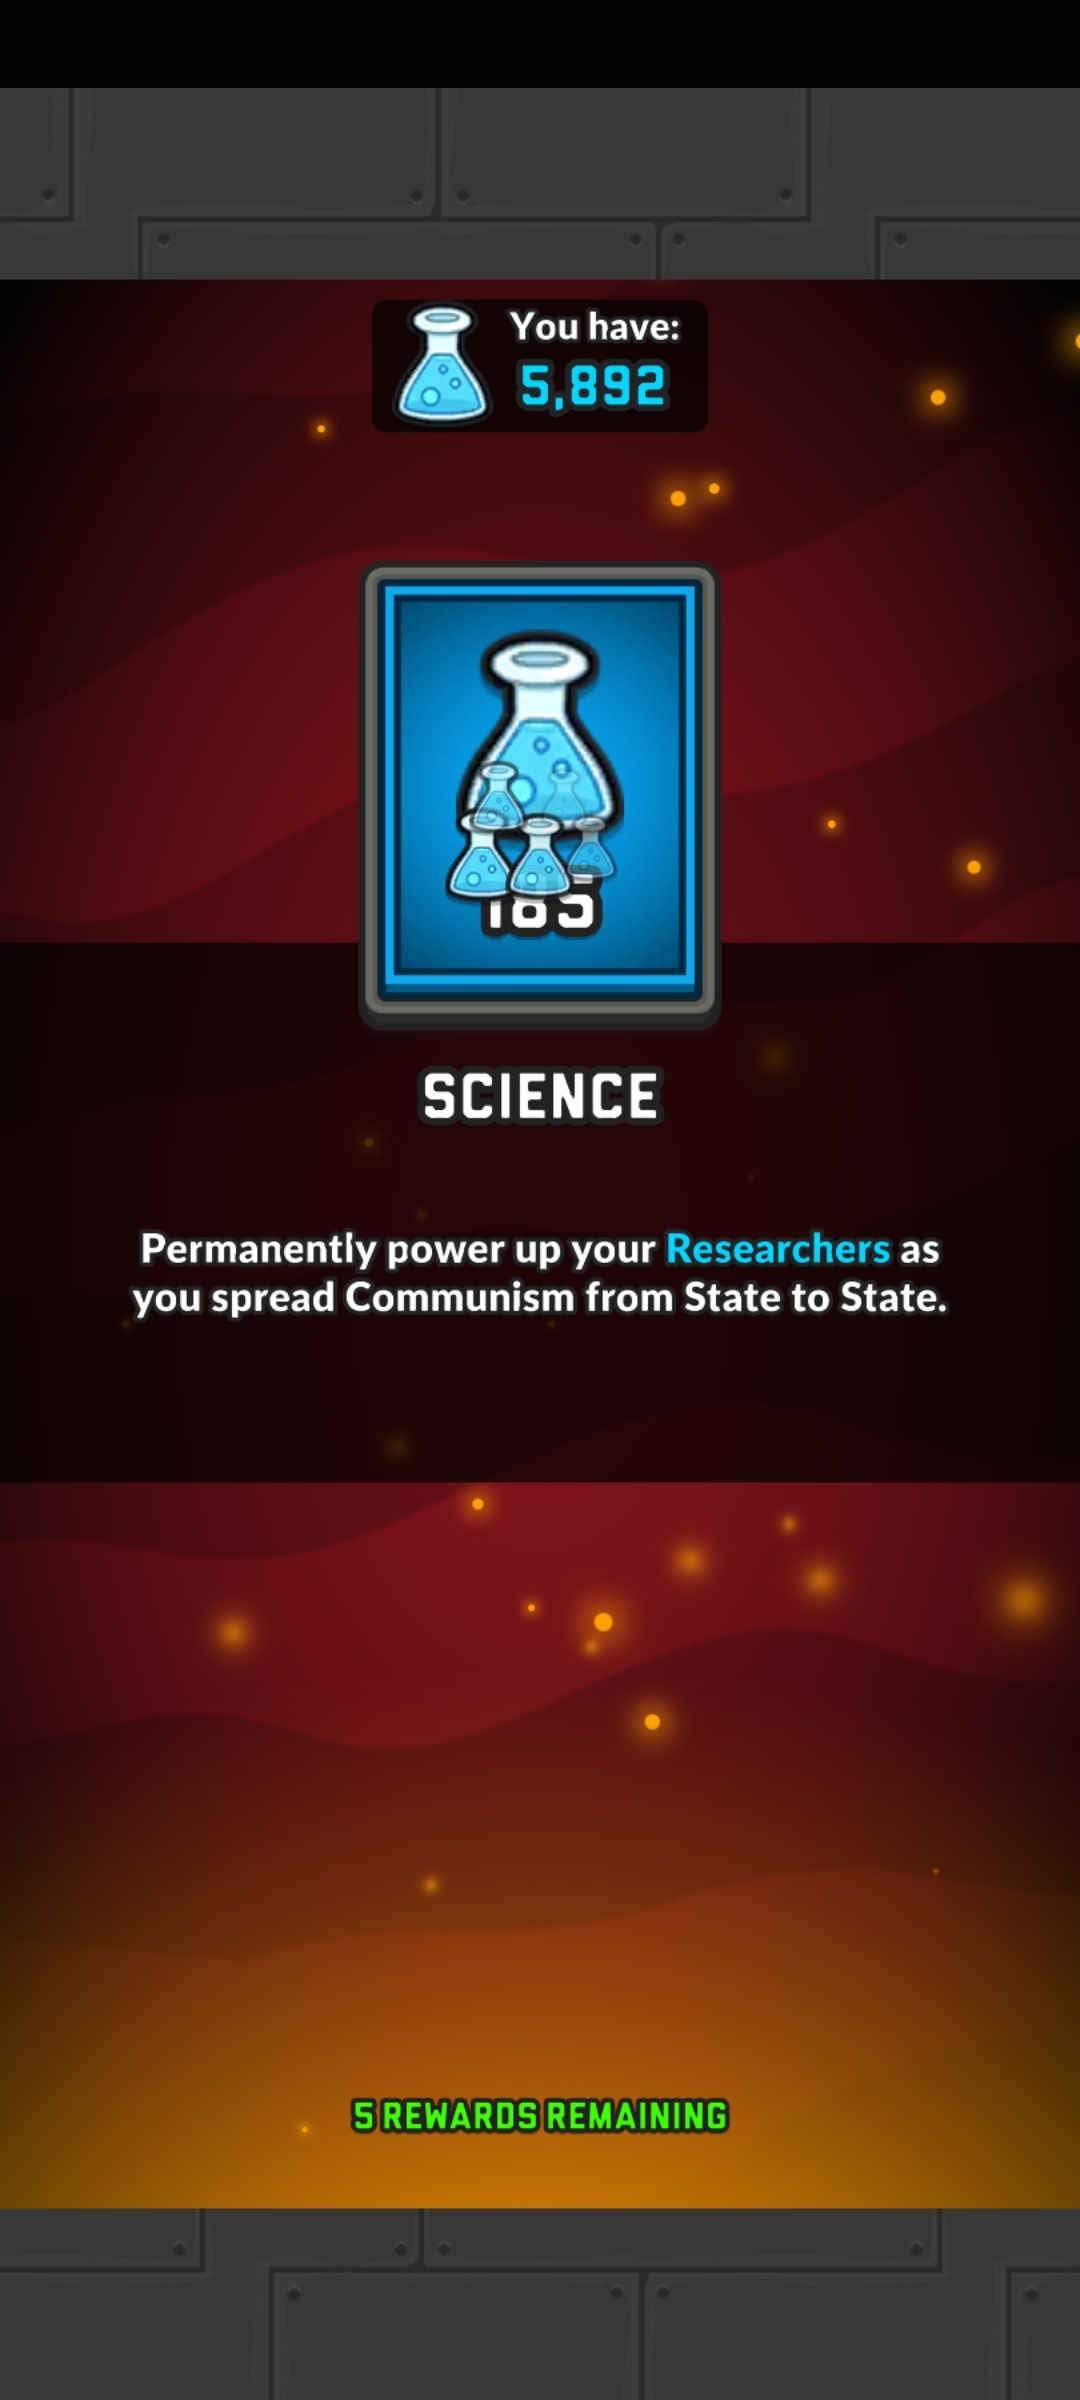 You have:
5,892
SCIENCE
Permanently power up your Researchers as
you spread Communism from State to State.
5 REWARDS REMAINING